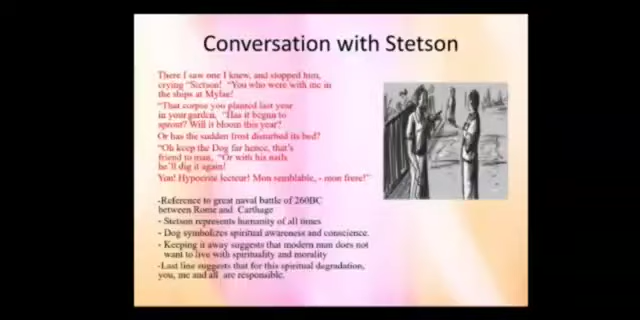 Conversation with Stetson
There I saw one I knew, and stopped him,
crying "Stetson! "You who were with me in
the ships at Mylae!
"That corpse you planted last year
in your garden, "Has it begun to
sprout? Will it bloom this year?
Or has the sudden frost disturbed its bed?
"Oh keep the Dog far hence, that's
friend to man, "Or with his nails
he'll dig it again!
You! Hypocrite lecteur! Mon semblable, - mon frere!"
-Reference to great naval battle of 260BC
between Rome and Carthage
- Stetson represents humanity of all times
- Dog symbolizes spiritual awareness and conscience.
- Keeping it away suggests that modern man does not
want to live with spirituality and morality
-Last line suggests that for this spiritual degradation,
you, me and all are responsible.